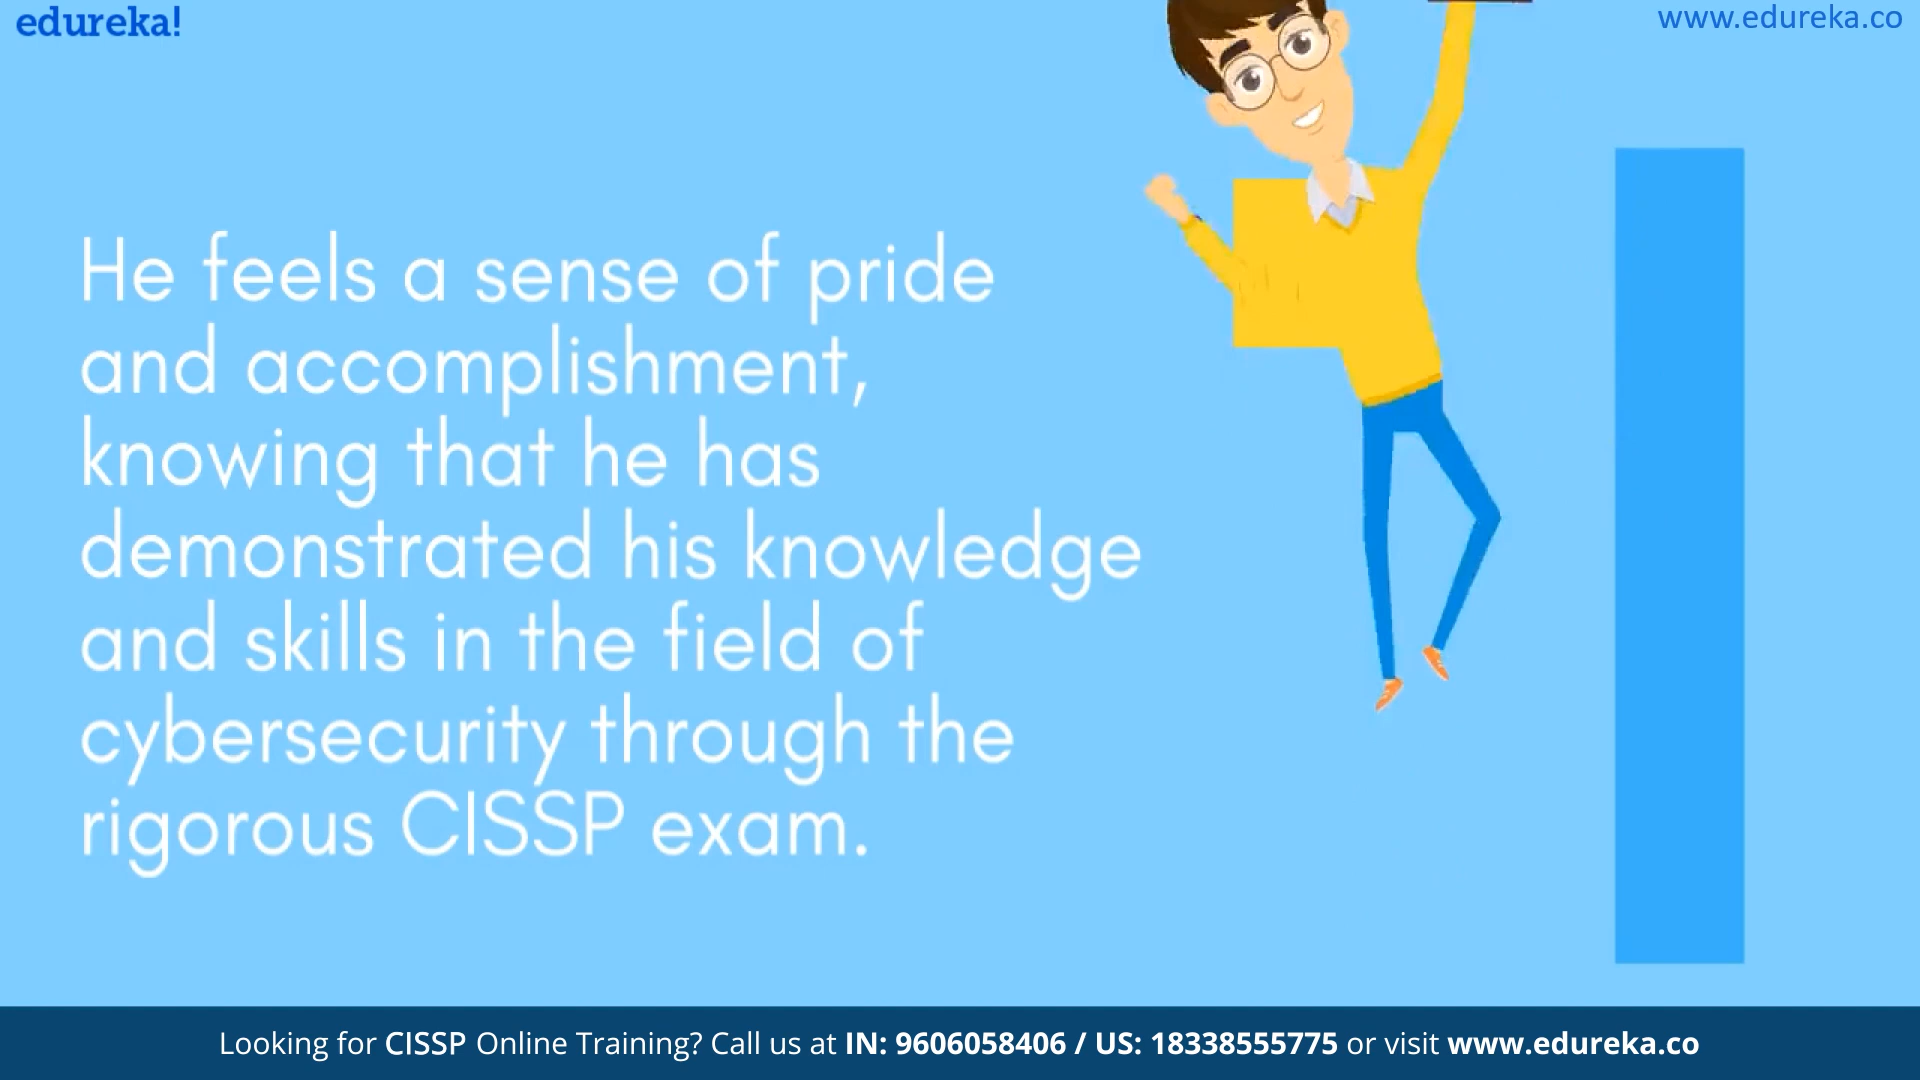 edureka!
www.edureka.co
He feels a sense of pride
and accomplishment,
knowing that he has
demonstrated his knowledge
and skills in the field of
cybersecurity through the
rigorous CISSP exam.
Looking for CISSP Online Training? Call us at IN: 9606058406 / US: 18338555775 or visit www.edureka.co